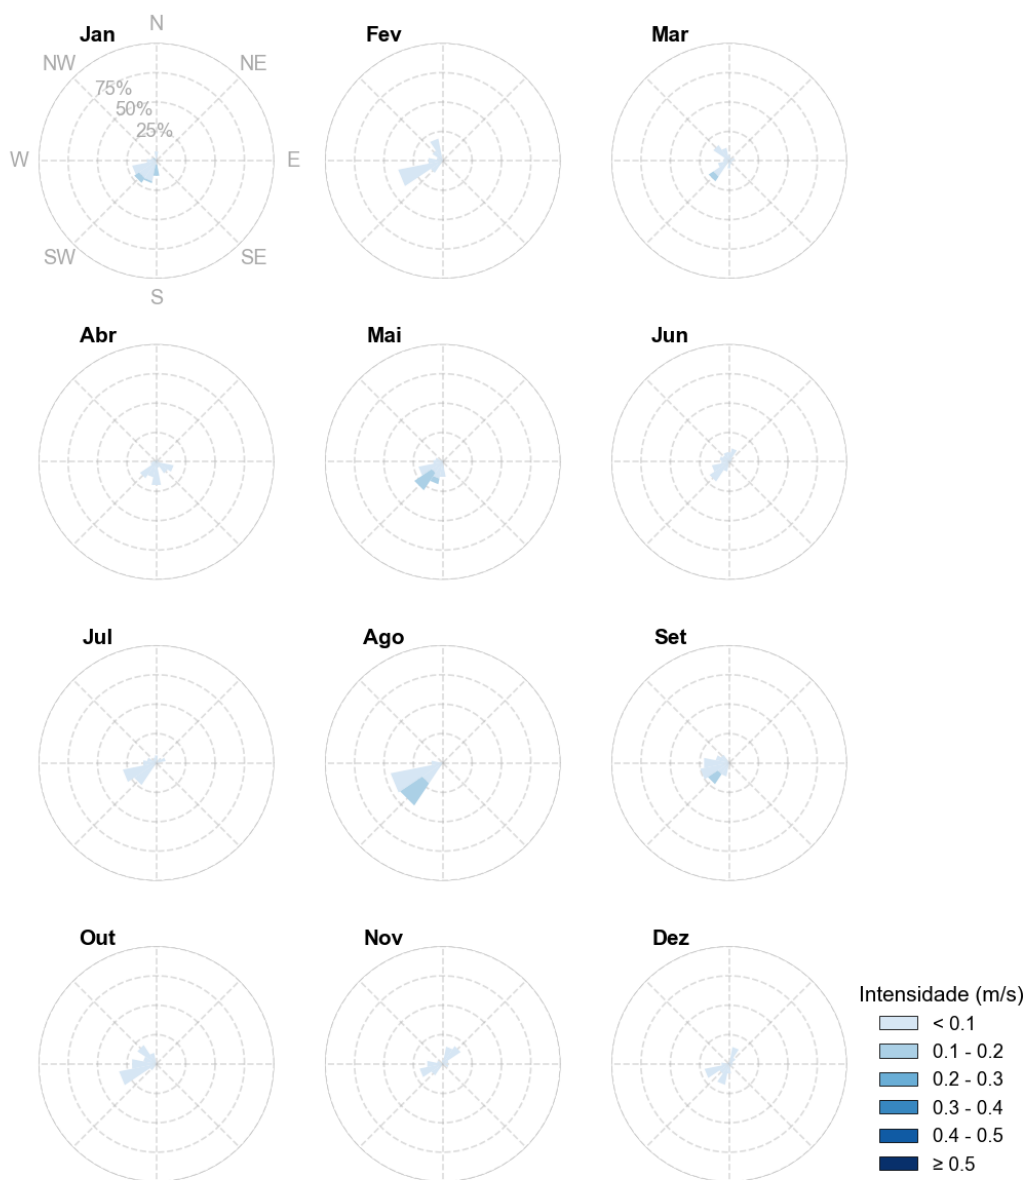 Jan
N
Fev
Mar
NW
NE
75%
50%
25%
W
E
SW
SE
S
Abr
Mai
Jun
Jul
Ago
Set
Out
Nov
Dez
Intensidade (m/s)
< 0.1
0.1 - 0.2
0.2 - 0.3
0.3 - 0.4
0.4 - 0.5
≥ 0.5